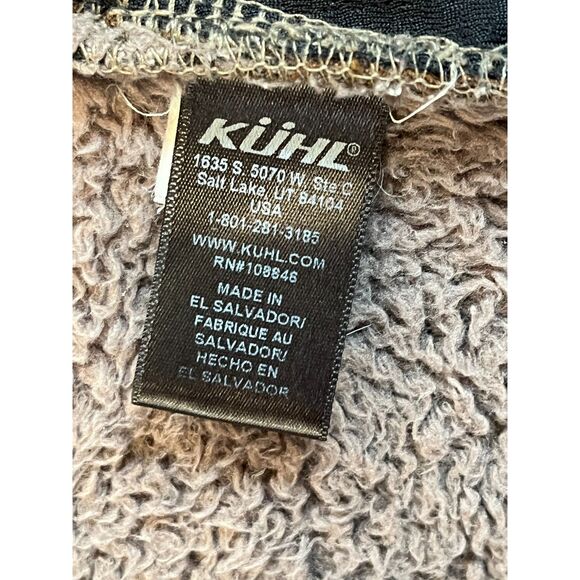 KÜHL®
1635 S. 5070 W. Ste C
Salt Lake, UT 84104
USA
1-801-281-3185
WWW.KUHL.COM
RN#108846
MADE IN
EL SALVADOR/
FABRIQUE AU
SALVADOR/
HECHO EN
EL SALVADOR